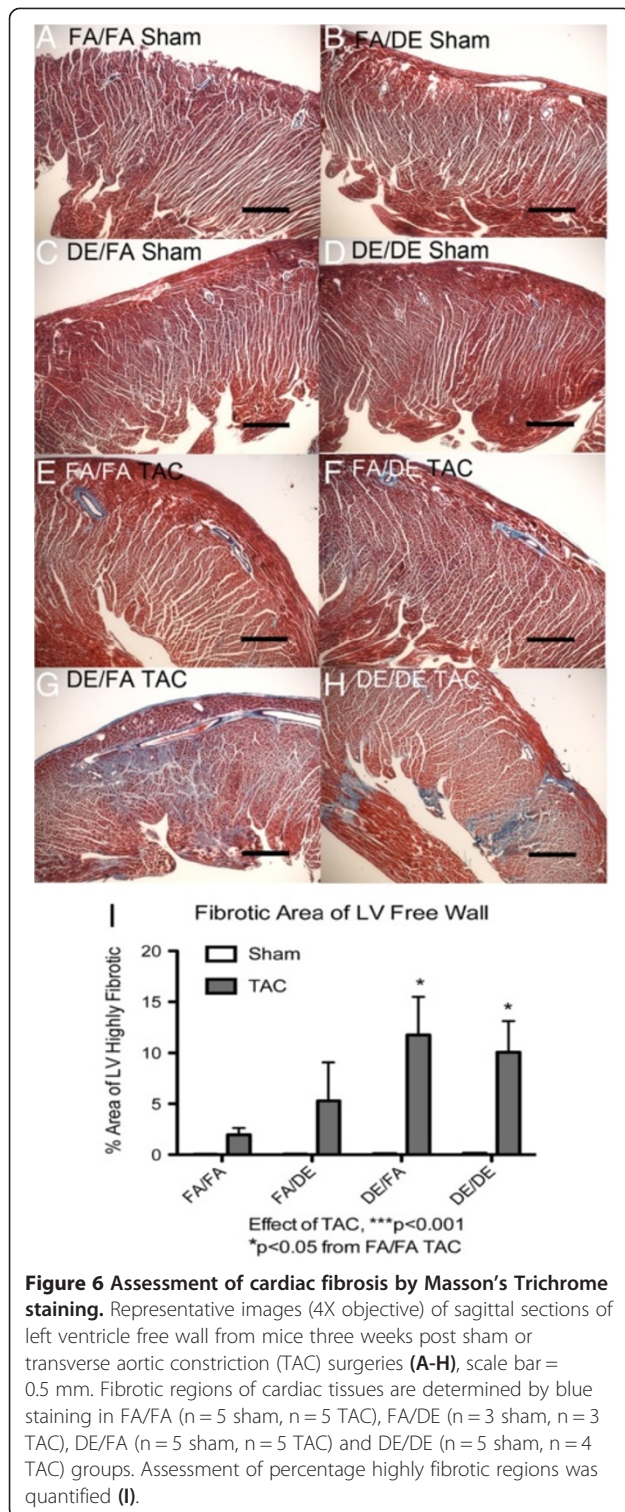 A FA/FA Sham
B FA/DE Sham
C DE/FA Sham
D DE/DE Sham
E FA/FA TAC
F FA/DE TAC
G DE/FA TAC
H DE/DE TAC
I Fibrotic Area of LV Free Wall
% Area of LV Highly Fibrotic
20
15
10
5
0
Sham
TAC
*
*
FA/FA
FA/DE
DE/FA
DE/DE
Effect of TAC, ***p<0.001
*p<0.05 from FA/FA TAC
Figure 6 Assessment of cardiac fibrosis by Masson's Trichrome
staining. Representative images (4X objective) of sagittal sections of
left ventricle free wall from mice three weeks post sham or
transverse aortic constriction (TAC) surgeries (A-H), scale bar =
0.5 mm. Fibrotic regions of cardiac tissues are determined by blue
staining in FA/FA (n = 5 sham, n = 5 TAC), FA/DE (n = 3 sham, n = 3
TAC), DE/FA (n = 5 sham, n = 5 TAC) and DE/DE (n = 5 sham, n = 4
TAC) groups. Assessment of percentage highly fibrotic regions was
quantified (I).